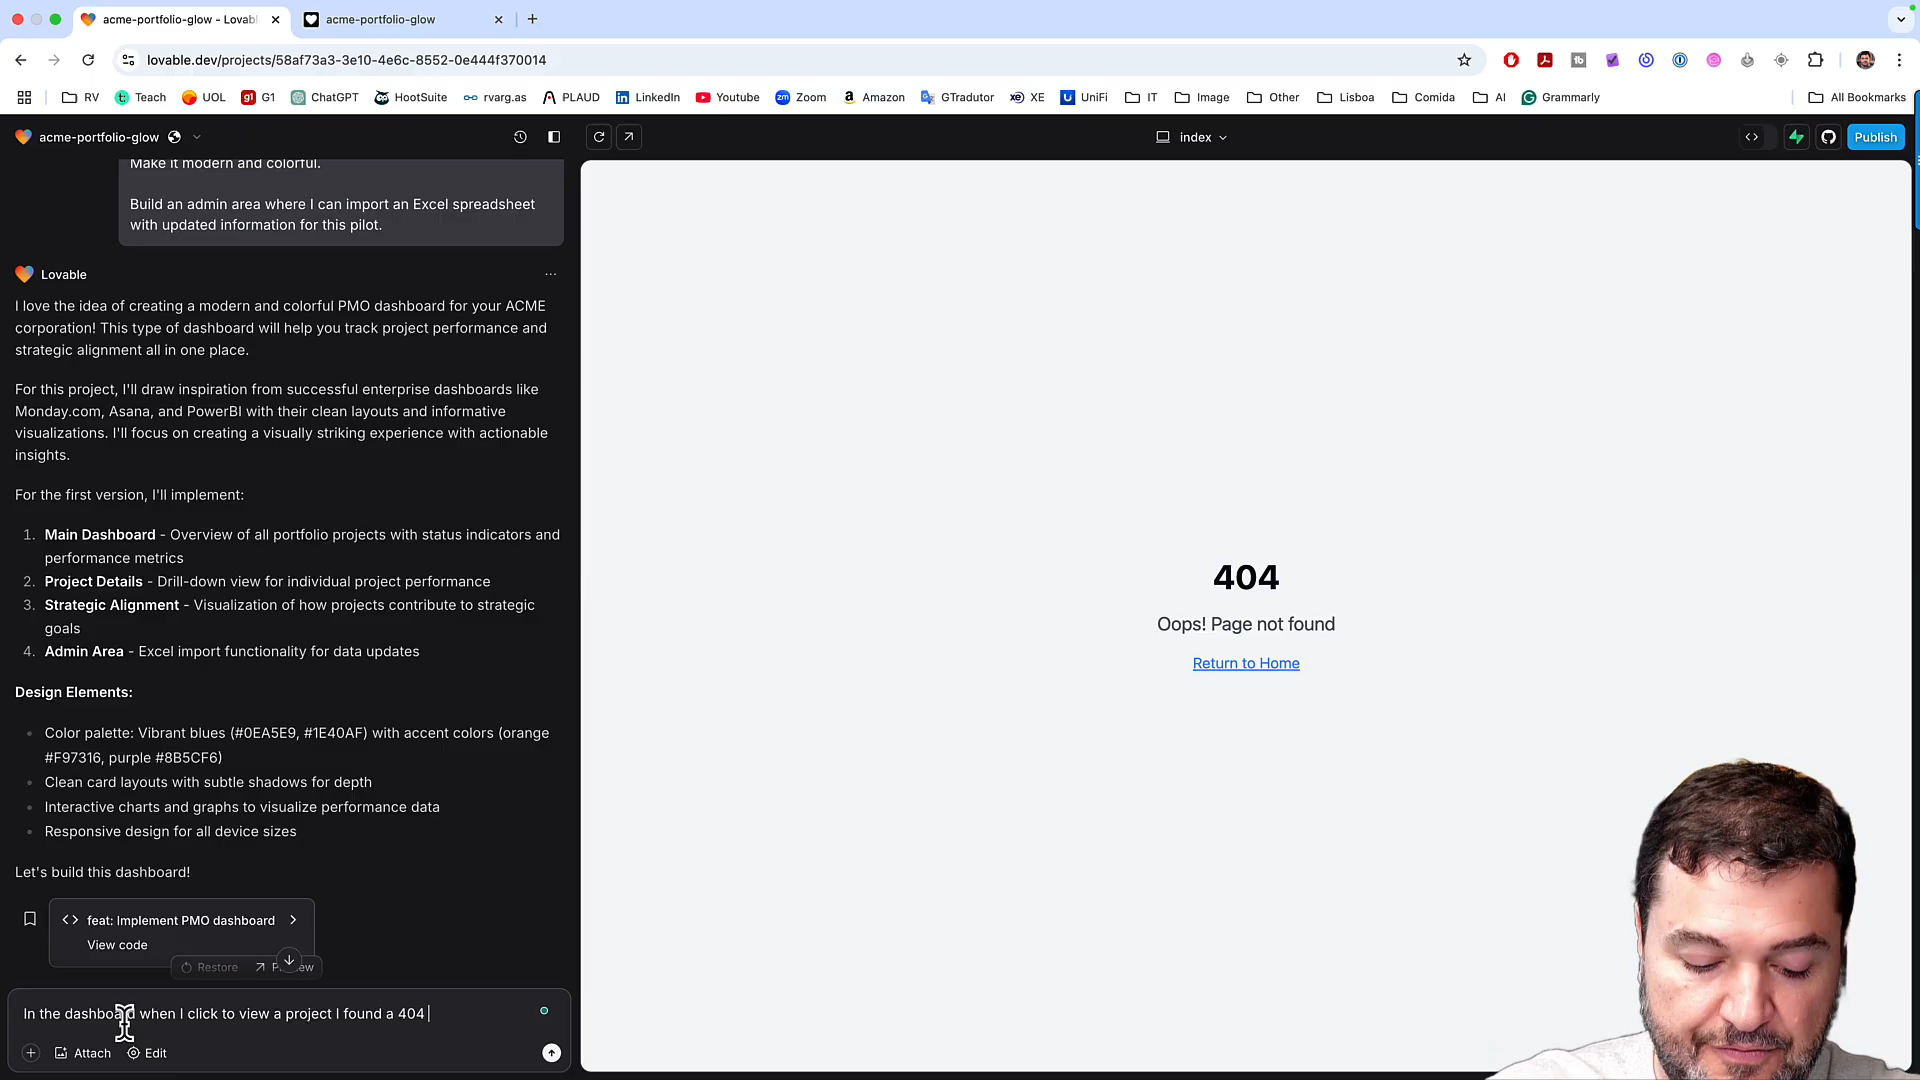 acme-portfolio-glow - Lovabl
acme-portfolio-glow
lovable.dev/projects/58af73a3-3e10-4e6c-8552-0e444f370014
RV
Teach
UOL
G1
ChatGPT
HootSuite
rvarg.as
PLAUD
LinkedIn
Youtube
Zoom
Amazon
GTradutor
XE
UniFi
IT
Image
Other
Lisboa
Comida
AI
Grammarly
All Bookmarks
acme-portfolio-glow
index
Publish
Make it modern and colorful.
Build an admin area where I can import an Excel spreadsheet
with updated information for this pilot.
Lovable
I love the idea of creating a modern and colorful PMO dashboard for your ACME
corporation! This type of dashboard will help you track project performance and
strategic alignment all in one place.
For this project, I'll draw inspiration from successful enterprise dashboards like
Monday.com, Asana, and PowerBI with their clean layouts and informative
visualizations. I'll focus on creating a visually striking experience with actionable
insights.
For the first version, I'll implement:
1. Main Dashboard - Overview of all portfolio projects with status indicators and
performance metrics
2. Project Details - Drill-down view for individual project performance
3. Strategic Alignment - Visualization of how projects contribute to strategic
goals
4. Admin Area - Excel import functionality for data updates
Design Elements:
Color palette: Vibrant blues (#0EA5E9, #1E40AF) with accent colors (orange
#F97316, purple #8B5CF6)
Clean card layouts with subtle shadows for depth
Interactive charts and graphs to visualize performance data
Responsive design for all device sizes
Let's build this dashboard!
feat: Implement PMO dashboard
View code
Restore
In the dashboard when I click to view a project I found a 404
Attach
Edit
404
Oops! Page not found
Return to Home